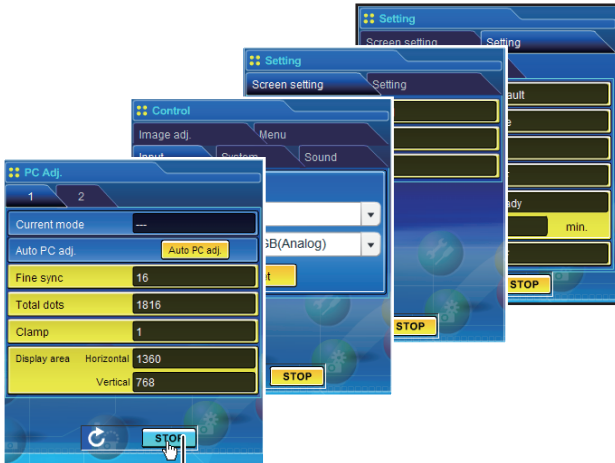 PC Adj.
1 2
Current mode ---
Auto PC adj. Auto PC adj.
Fine sync 16
Total dots 1816
Clamp 1
Display area Horizontal 1360
Vertical 768
STOP
Control
Image adj. Menu
Input System Sound
GB(Analog)
STOP
Setting
Screen setting Setting
STOP
Setting
Screen setting Setting
ault
e
ady
min.
STOP